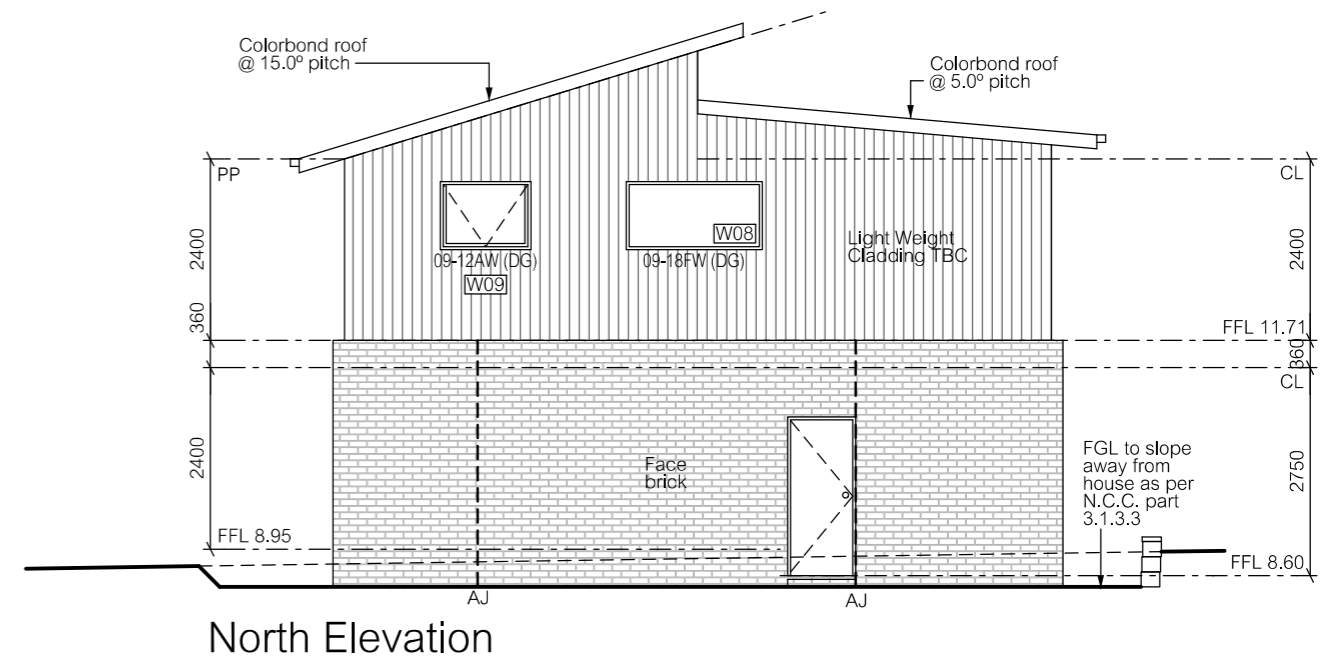 Colorbond roof
@ 15.0º pitch
Colorbond roof
@ 5.0º pitch
PP
CL
2400
2400
W08
Light Weight
Cladding TBC
09-12AW (DG)
09-18FW (DG)
W09
360
FFL 11.71
360
CL
2400
2750
Face
brick
FGL to slope
away from
house as per
N.C.C. part
3.1.3.3
FFL 8.95
FFL 8.60
AJ
AJ
North Elevation